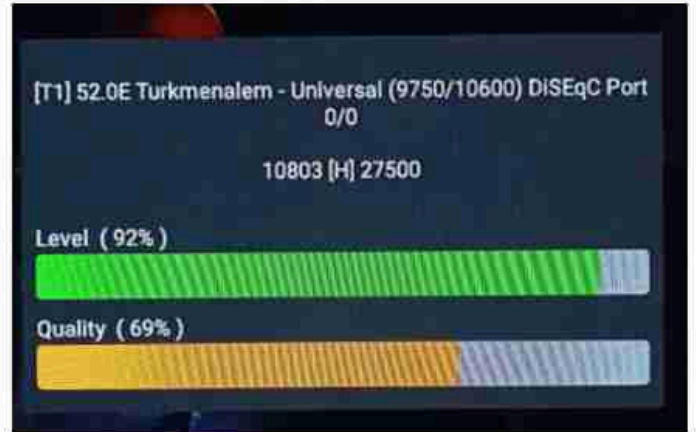 [T1] 52.0E Turkmenalem - Universal (9750/10600) DiSEqC Port
0/0
10803 [H] 27500
Level ( 92% )
Quality ( 69% )